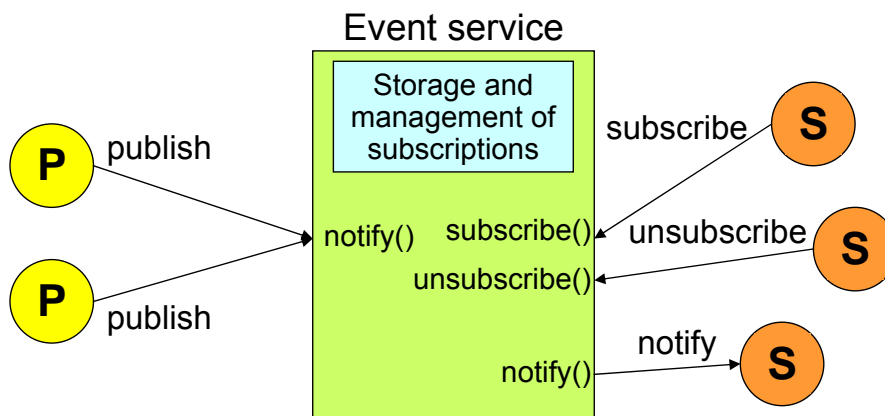 Event service
Storage and
management of
subscriptions
P
publish
P
publish
notify()
subscribe()
unsubscribe()
notify()
subscribe
S
unsubscribe
S
notify
S